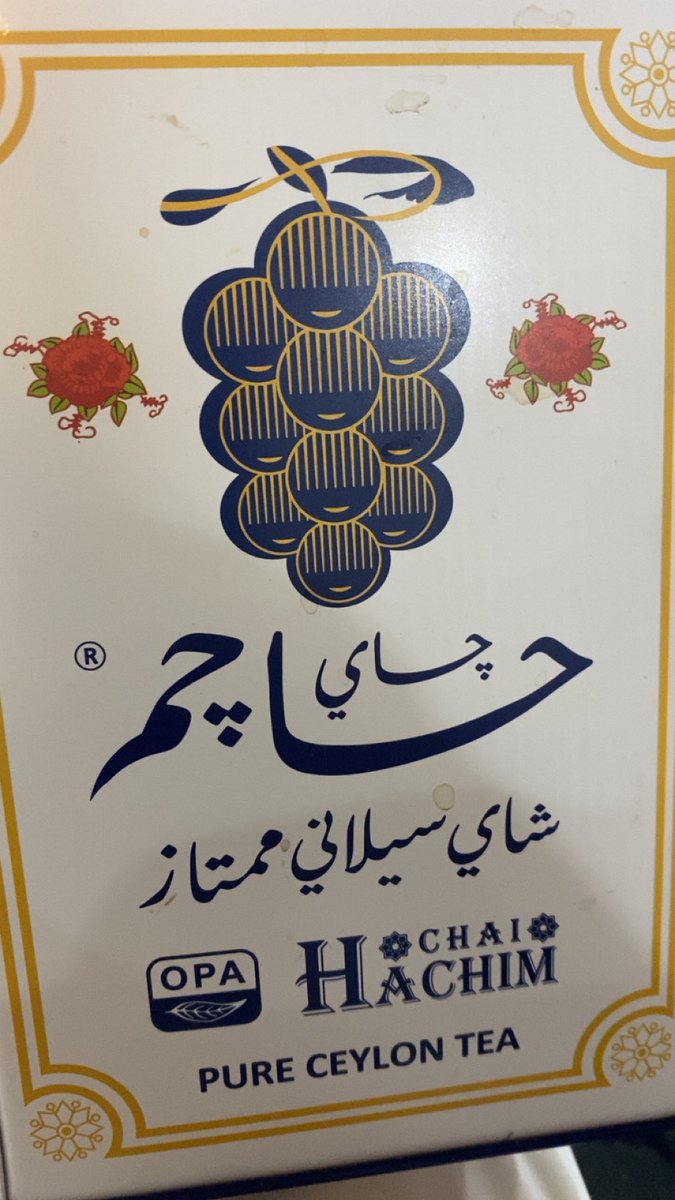 ®
چاي
حاچم
شاي سيلاني ممتاز
OPA
CHAI
HACHIM
PURE CEYLON TEA